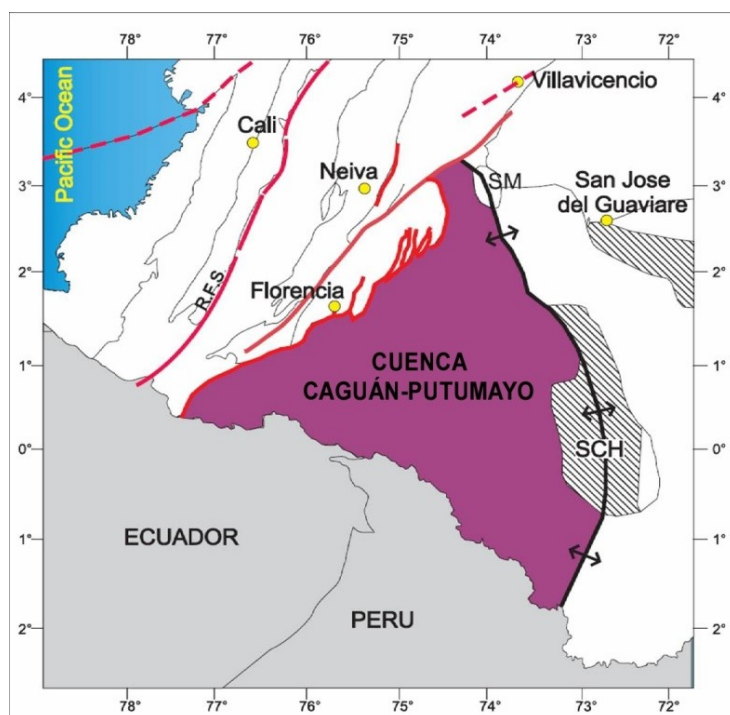 78° 77° 76° 75° 74° 73° 72°
4° 4°
Villavicencio
Pacific Ocean
Cali
Neiva
3° 3°
SM
San Jose
del Guaviare
2° 2°
R.F.S.
Florencia
1° 1°
CUENCA
CAGUÁN-PUTUMAYO
0° 0°
SCH
1° 1°
ECUADOR
2° 2°
PERU
78° 77° 76° 75° 74° 73° 72°